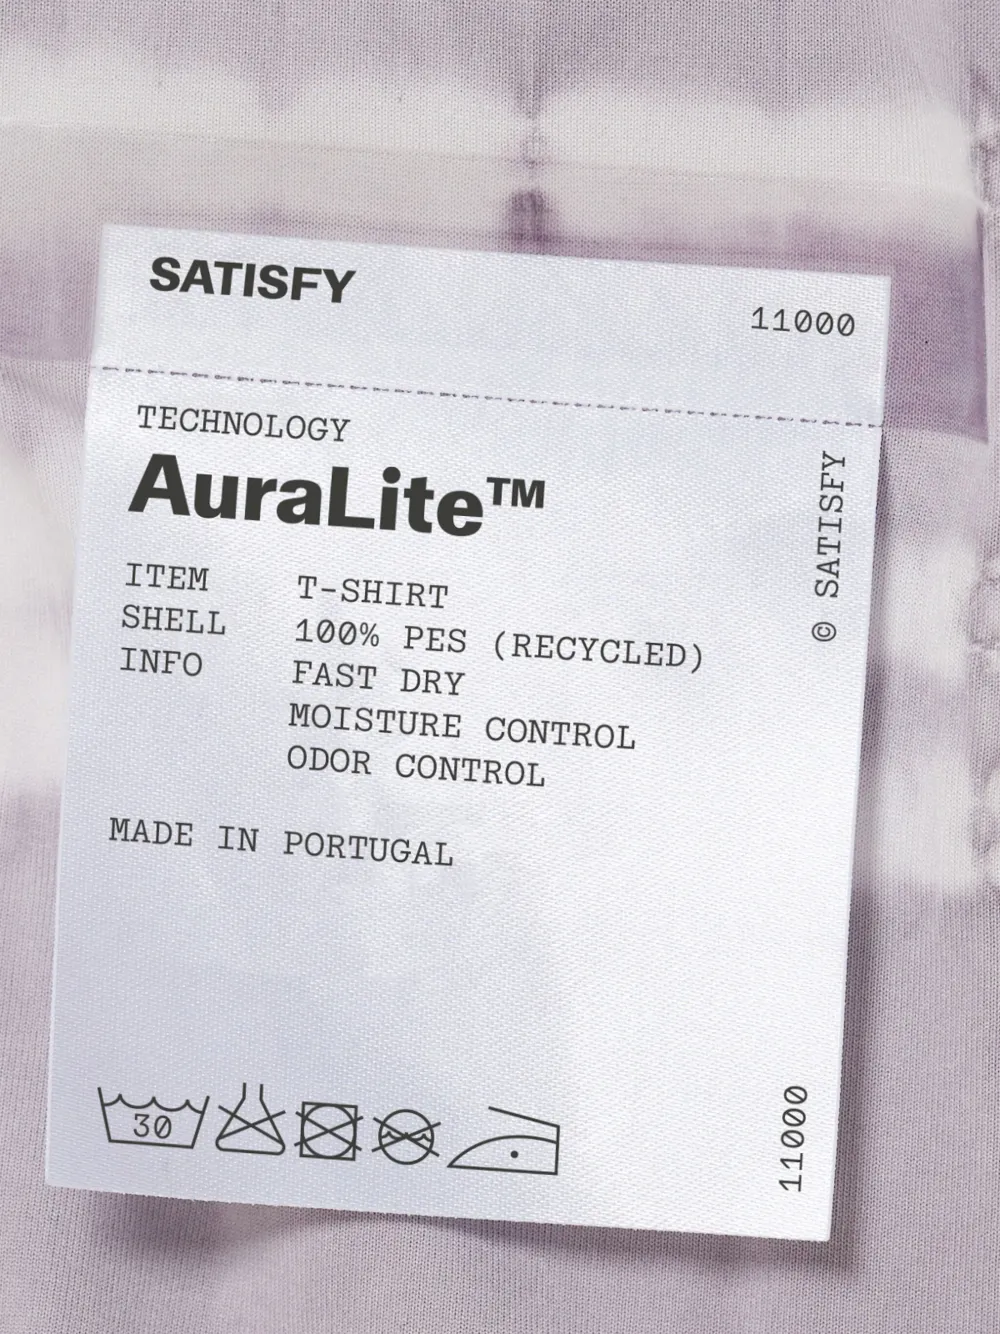 SATISFY
11000
TECHNOLOGY
AuraLite™
ITEM T-SHIRT
SHELL 100% PES (RECYCLED)
INFO FAST DRY
MOISTURE CONTROL
ODOR CONTROL
MADE IN PORTUGAL
© SATISFY
30
11000